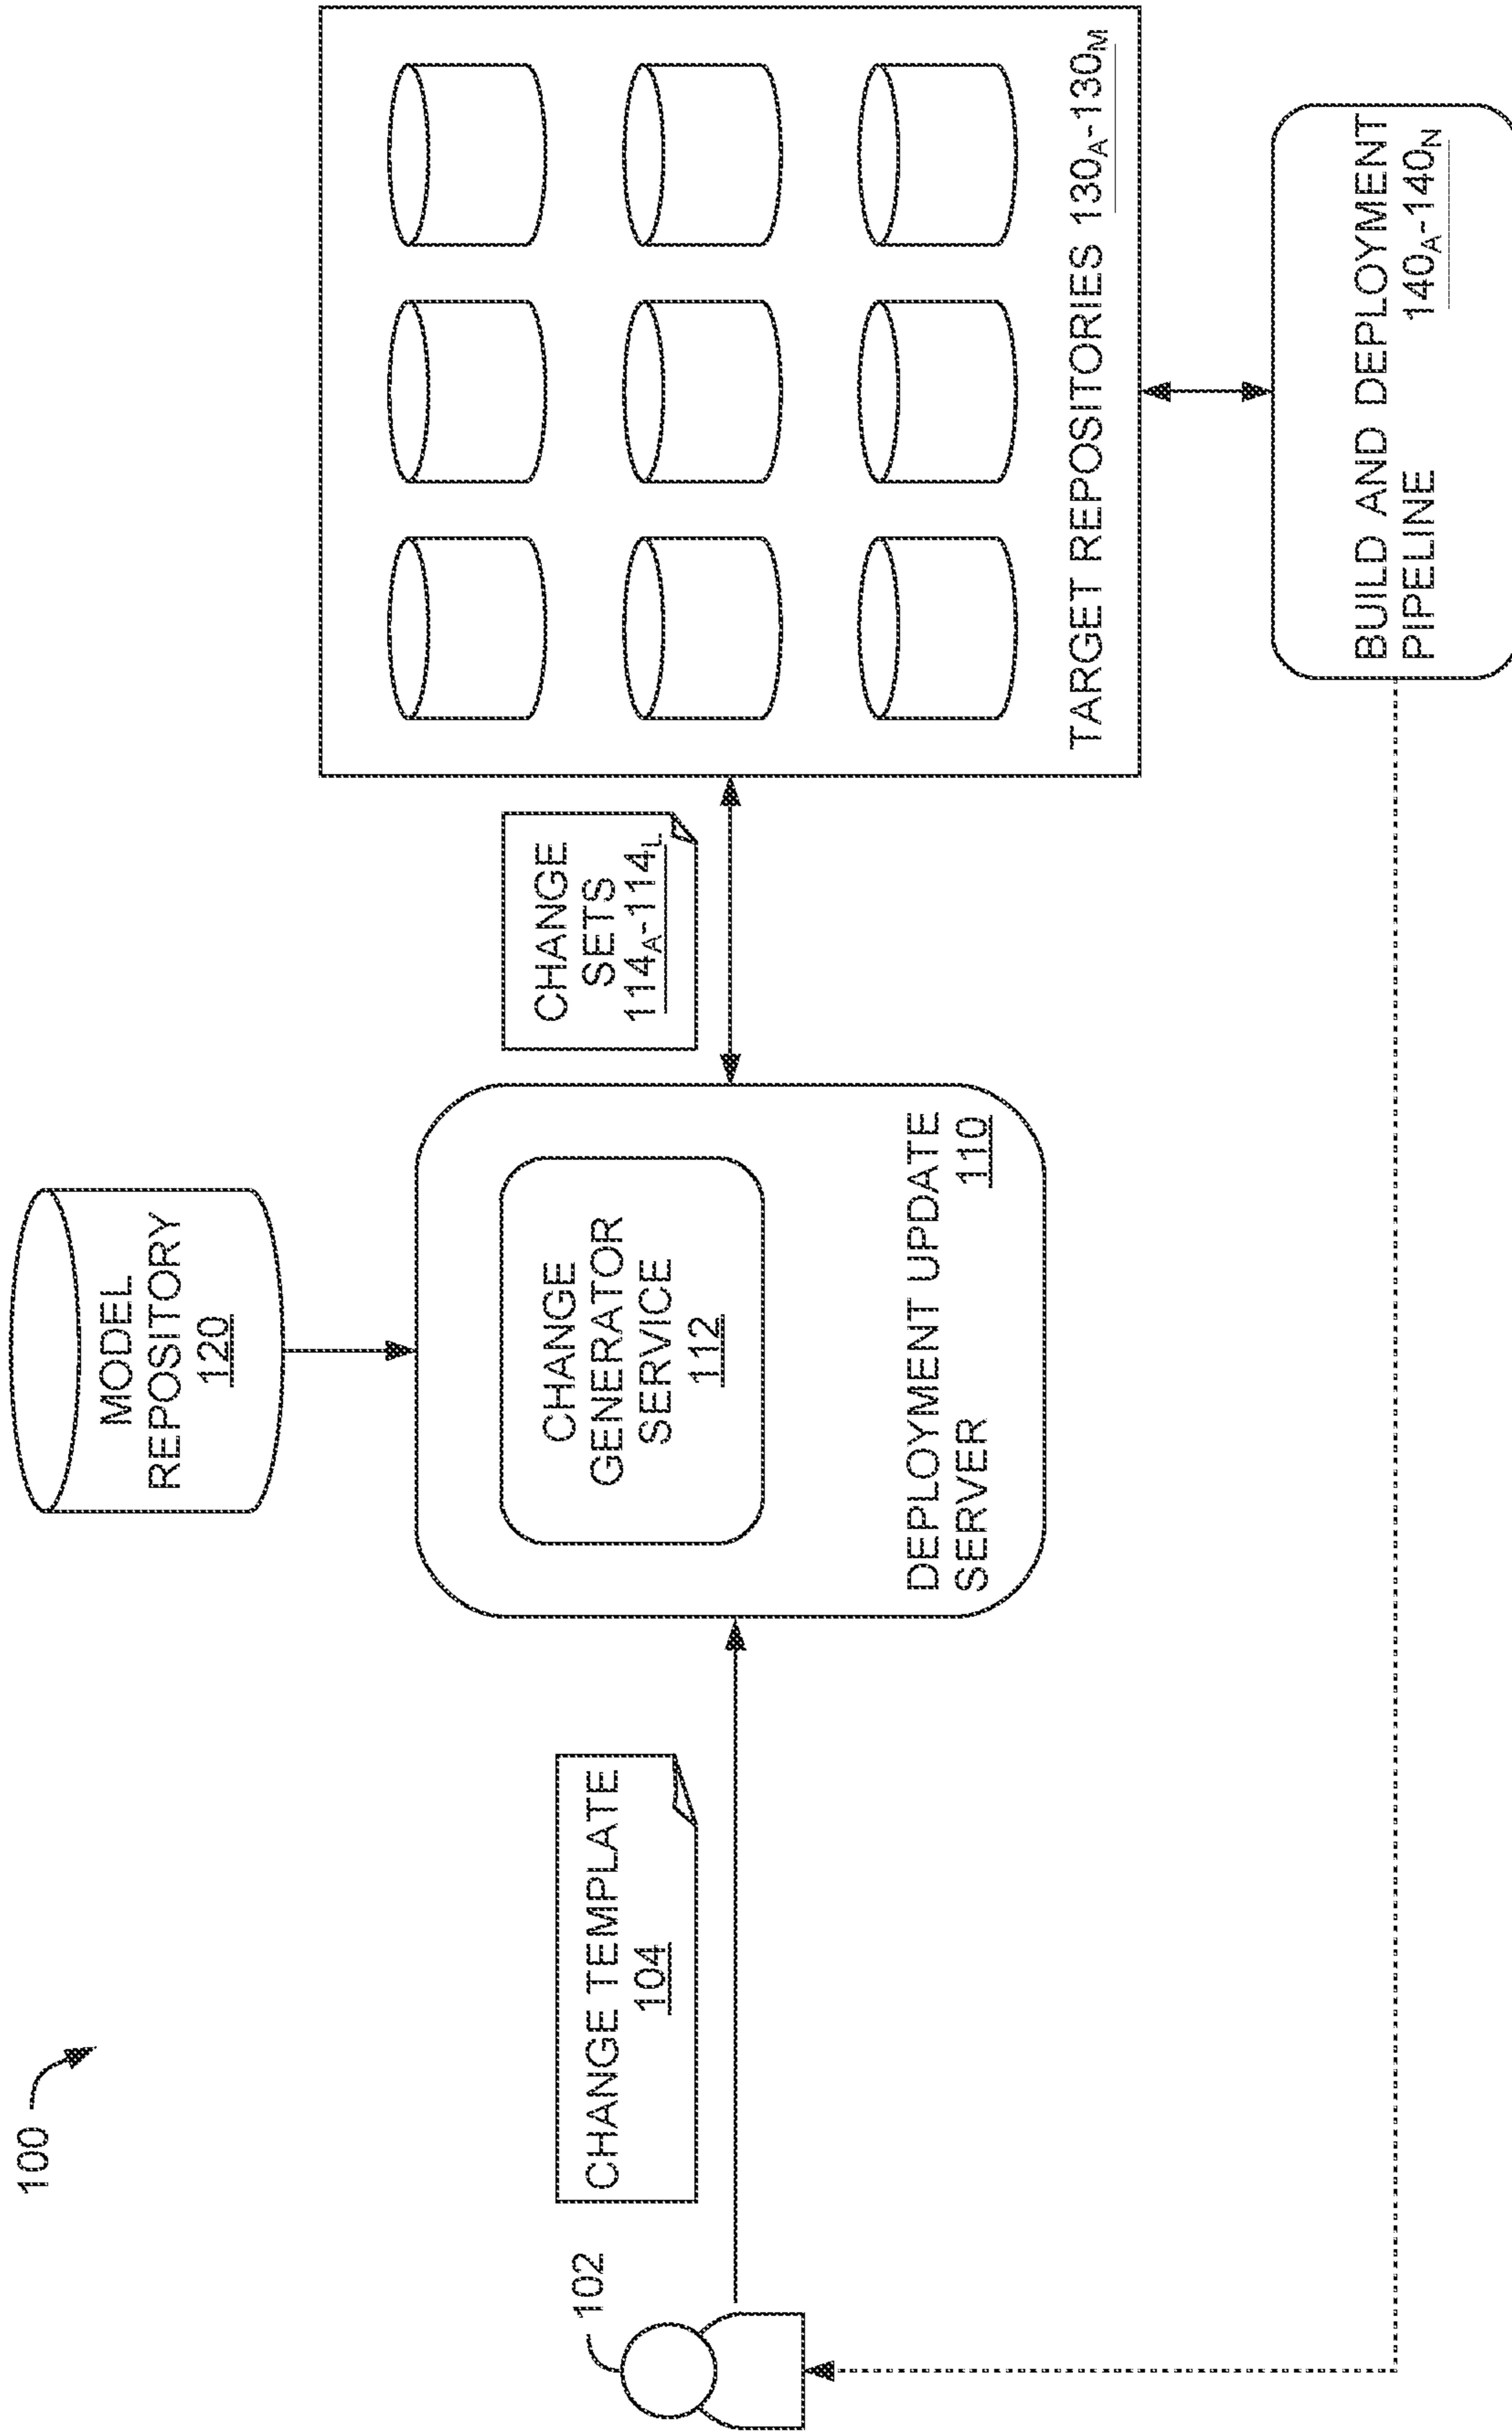 100
MODEL
REPOSITORY
120
102
CHANGE TEMPLATE
104
CHANGE
GENERATOR
SERVICE
112
DEPLOYMENT UPDATE
SERVER 110
CHANGE
SETS
114A-114L
TARGET REPOSITORIES 130A-130M
BUILD AND DEPLOYMENT
PIPELINE 140A-140N